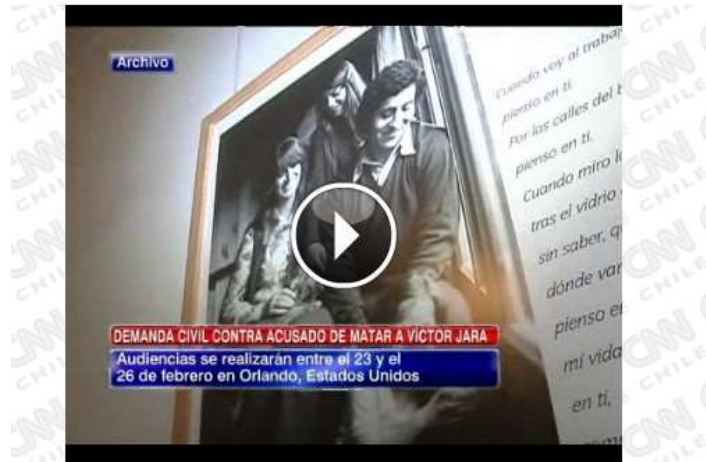 Archivo
Cuando voy al
pienso en ti.
Por las calles del
pienso en ti.
Cuando miro
tras el vidrio
sin saber,
dónde
pienso
mi vida
en ti,
DEMANDA CIVIL CONTRA ACUSADO DE MATAR A VÍCTOR JARA
Audiencias se realizarán entre el 23 y el
26 de febrero en Orlando, Estados Unidos
CNN
CHILE